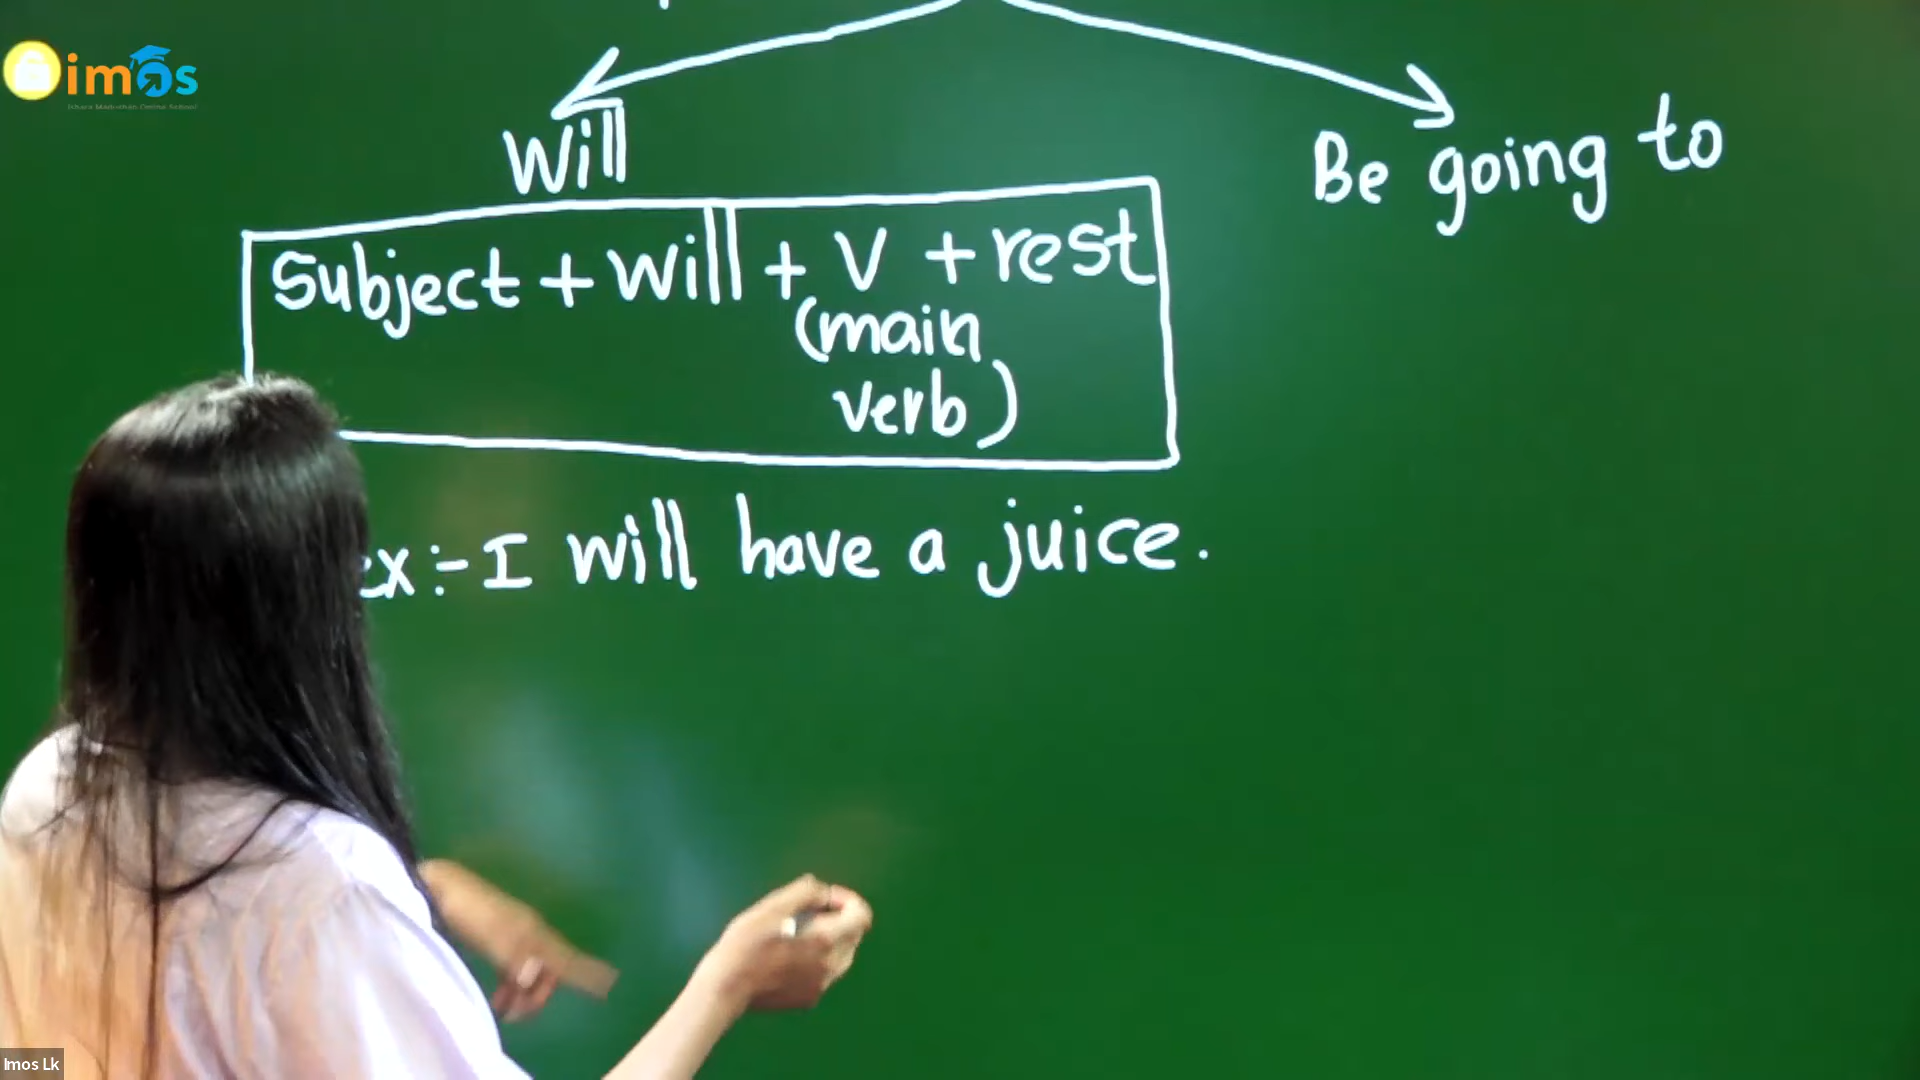 imos
Will
Be going to
Subject + will + V + rest
(main
verb)
ex :- I will have a juice.
Imos Lk